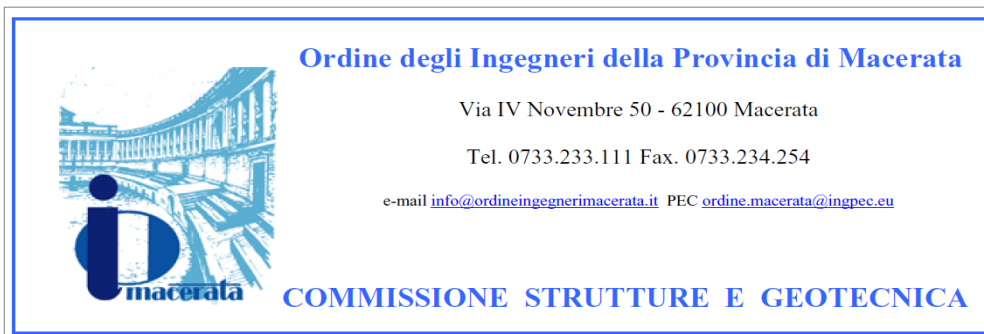 Ordine degli Ingegneri della Provincia di Macerata
Via IV Novembre 50 - 62100 Macerata
Tel. 0733.233.111 Fax. 0733.234.254
e-mail info@ordineingegnerimacerata.it PEC ordine.macerata@ingpec.eu
macerata
COMMISSIONE STRUTTURE E GEOTECNICA